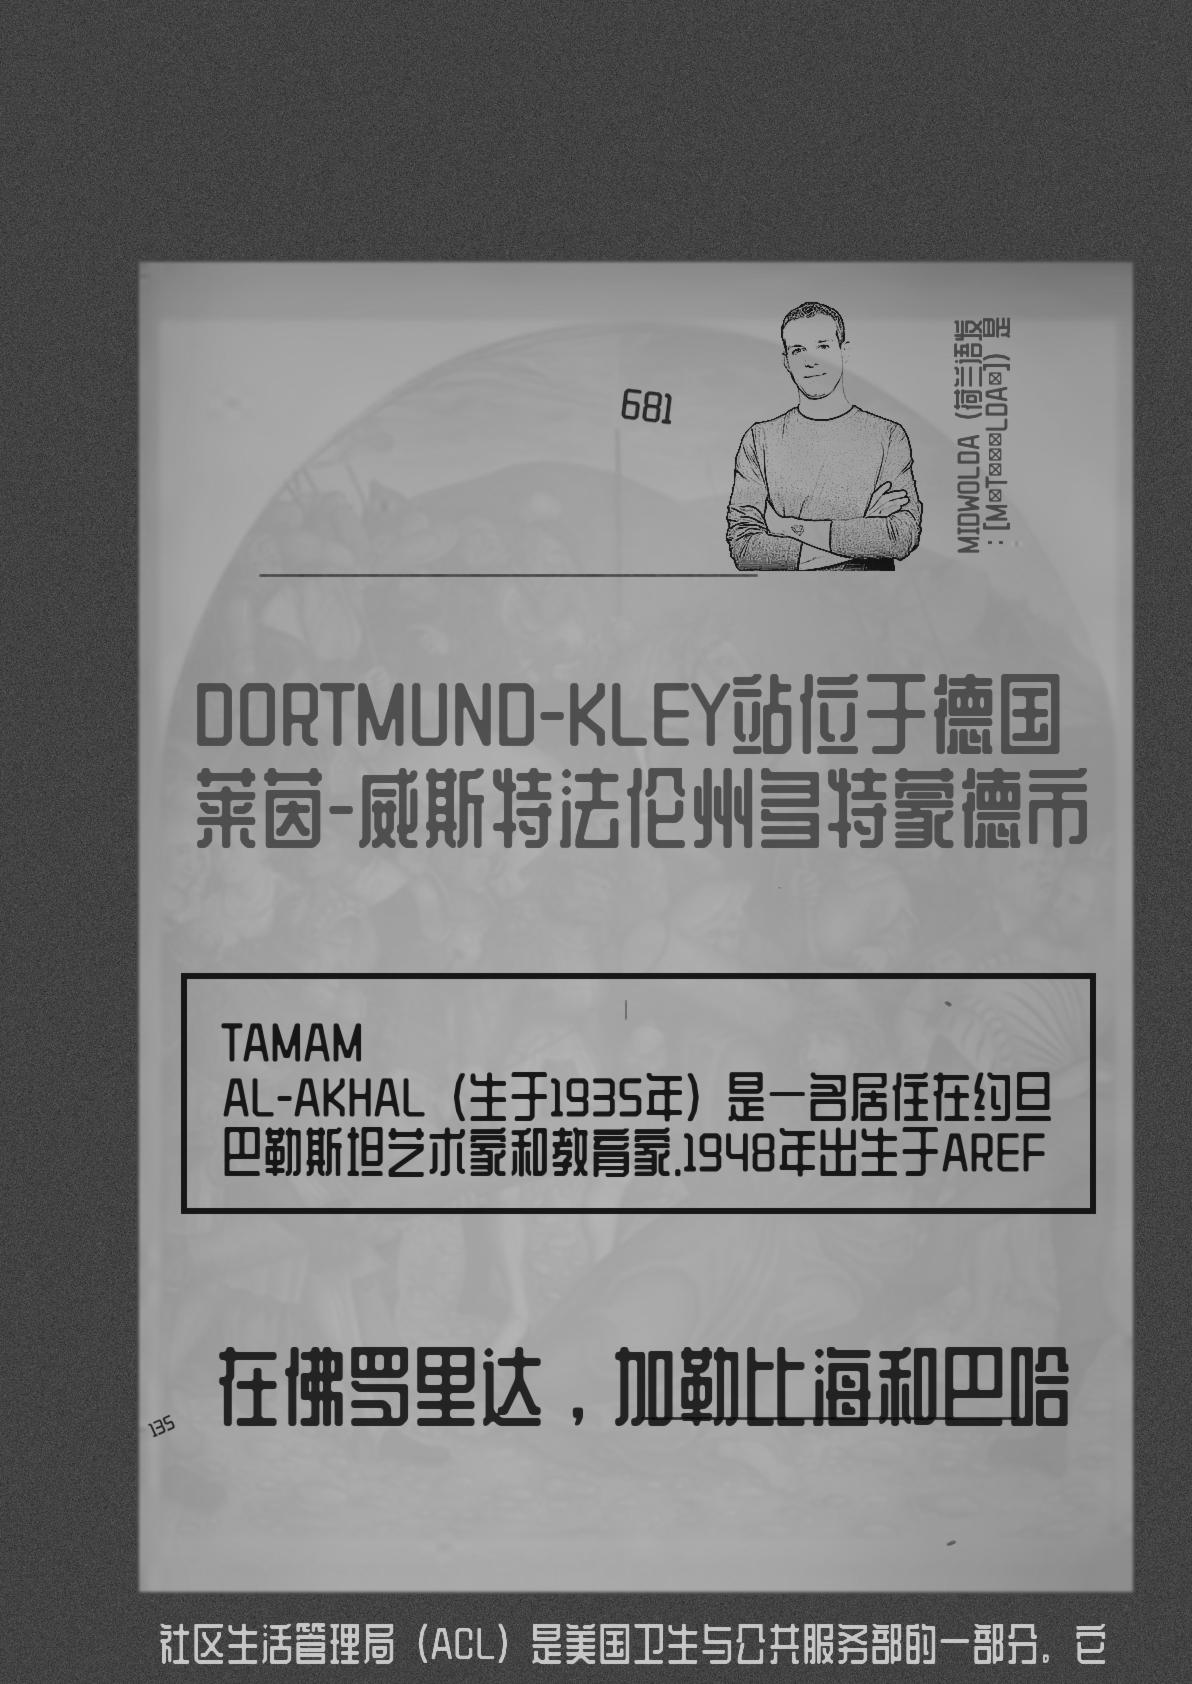 681
MIDWOLDA（荷兰语发
：[MTLDA]）是
DORTMUND-KLEY站位于德国
莱茵-威斯特法伦州多特蒙德市
TAMAM
AL-AKHAL（生于1935年）是一名居住在约旦
巴勒斯坦艺术家和教育家.1948年出生于AREF
在佛罗里达，加勒比海和巴哈
135
社区生活管理局（ACL）是美国卫生与公共服务部的一部分。它